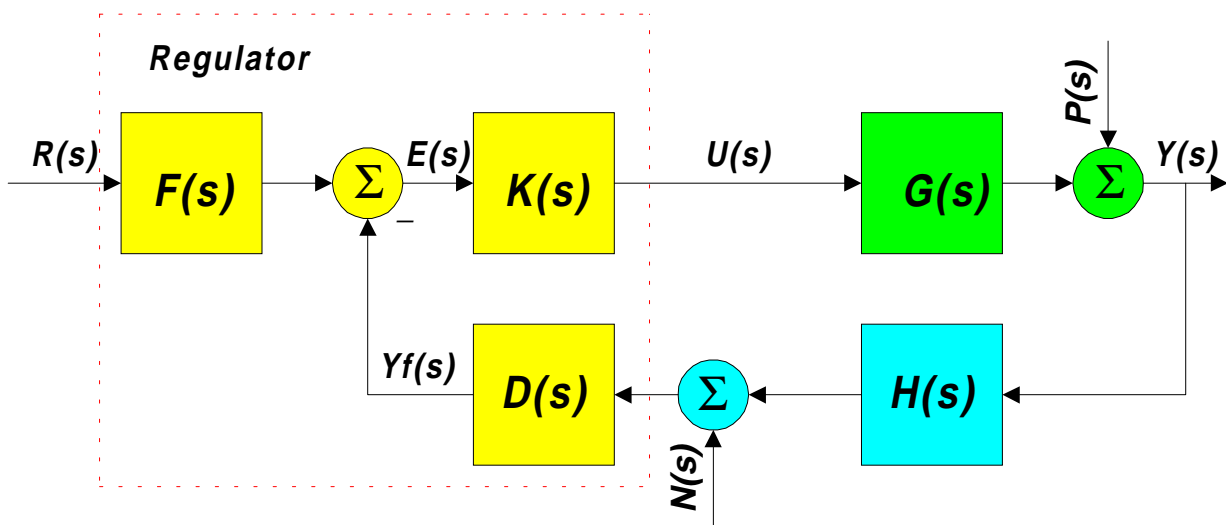 Regulator
P(s)
R(s)
F(s)
Σ
–
E(s)
K(s)
U(s)
G(s)
Σ
Y(s)
Yf(s)
D(s)
Σ
H(s)
N(s)